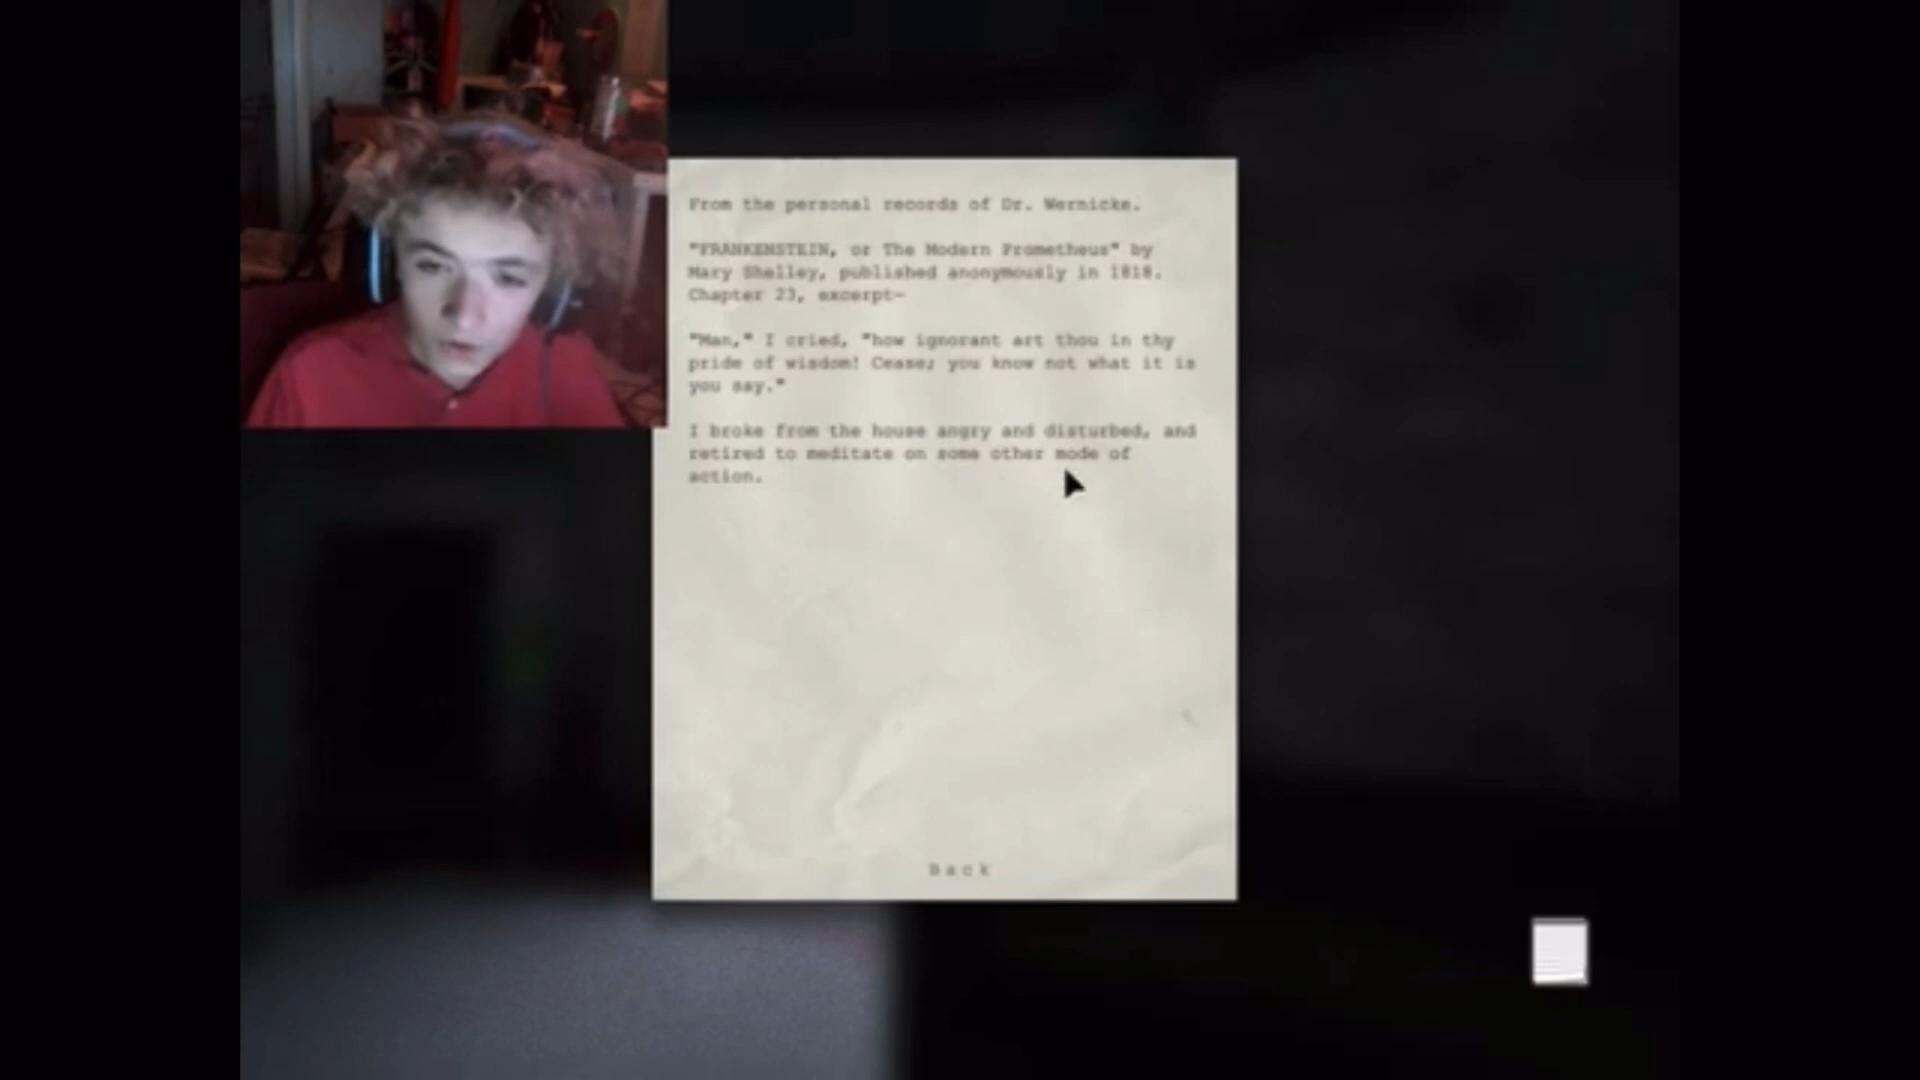 From the personal records of Dr. Wernicke.
"FRANKENSTEIN, or The Modern Prometheus" by
Mary Shelley, published anonymously in 1818.
Chapter 23, excerpt—
"Man," I cried, "how ignorant art thou in thy
pride of wisdom! Cease; you know not what it is
you say."
I broke from the house angry and disturbed, and
retired to meditate on some other mode of
action.
Back